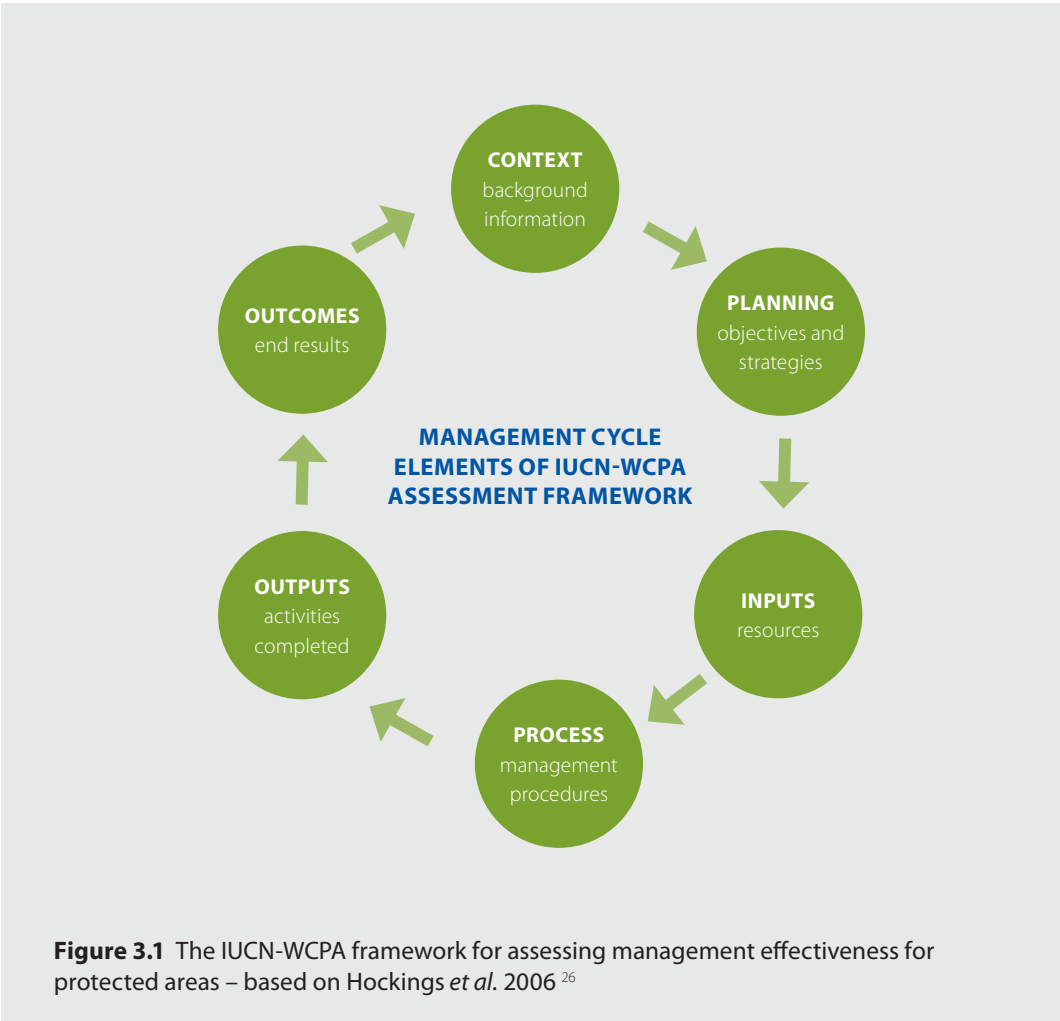 CONTEXT
background
information
PLANNING
objectives and
strategies
INPUTS
resources
PROCESS
management
procedures
OUTPUTS
activities
completed
OUTCOMES
end results
MANAGEMENT CYCLE
ELEMENTS OF IUCN-WCPA
ASSESSMENT FRAMEWORK
Figure 3.1 The IUCN-WCPA framework for assessing management effectiveness for
protected areas – based on Hockings et al. 2006 26